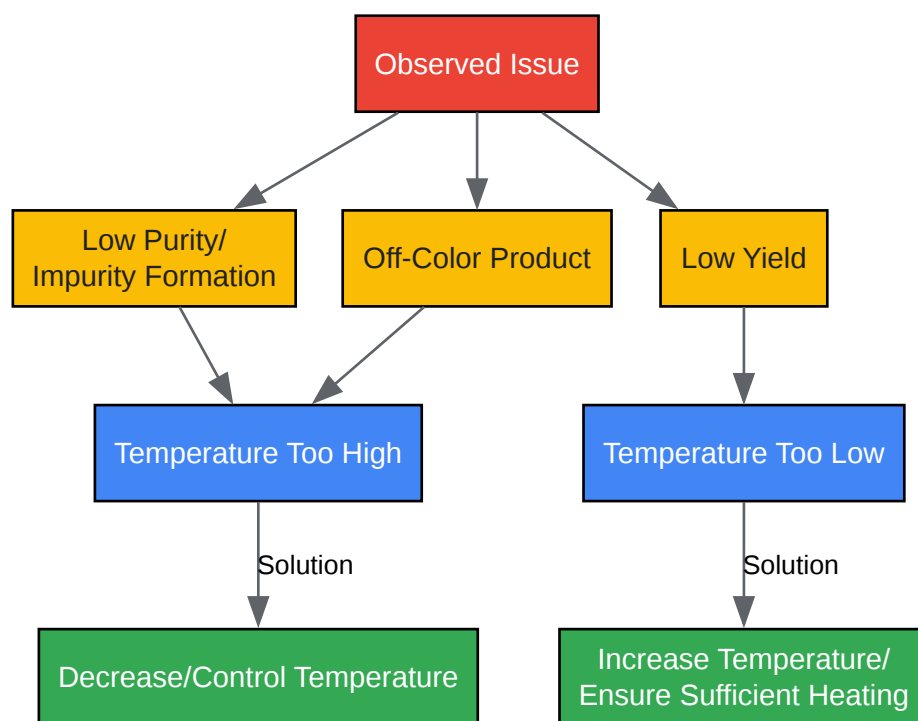 Observed Issue
Low Purity/
Impurity Formation
Off-Color Product
Low Yield
Temperature Too High
Temperature Too Low
Solution
Solution
Decrease/Control Temperature
Increase Temperature/
Ensure Sufficient Heating